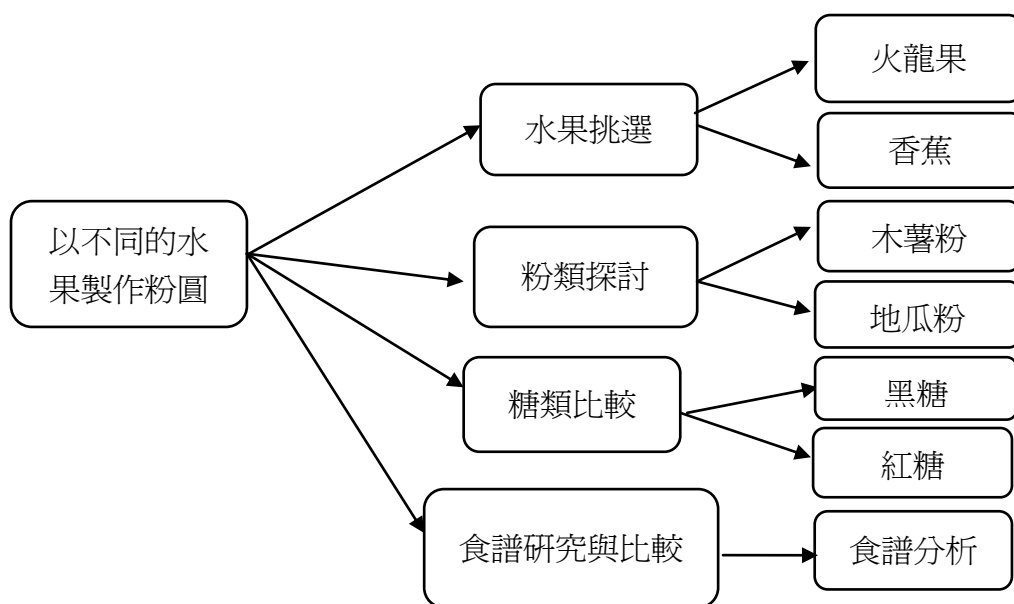 以不同的水
果製作粉圓
水果挑選
火龍果
香蕉
粉類探討
木薯粉
地瓜粉
糖類比較
黑糖
紅糖
食譜研究與比較
食譜分析